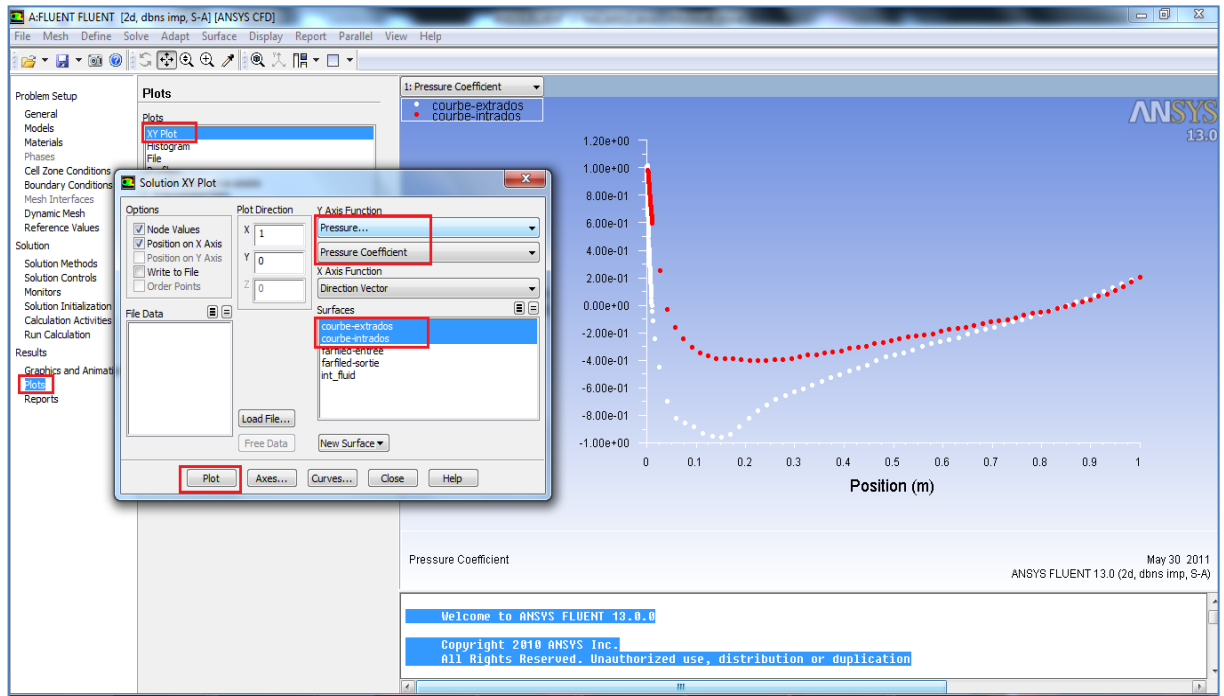 A:FLUENT FLUENT [2d, dbns imp, S-A] [ANSYS CFD]
File Mesh Define Solve Adapt Surface Display Report Parallel View Help
Problem Setup
General
Models
Materials
Phases
Cell Zone Conditions
Boundary Conditions
Mesh Interfaces
Dynamic Mesh
Reference Values
Solution
Solution Methods
Solution Controls
Monitors
Solution Initialization
Calculation Activities
Run Calculation
Results
Graphics and Animati
Plots
Reports
Plots
Plots
XY Plot
Histogram
File
Solution XY Plot
Options
Node Values
Position on X Axis
Position on Y Axis
Write to File
Order Points
Plot Direction
X 1
Y 0
Z 0
Y Axis Function
Pressure...
Pressure Coefficient
X Axis Function
Direction Vector
File Data
Surfaces
courbe-extrados
courbe-intrados
farfiled-entree
farfiled-sortie
int_fluid
Load File...
Free Data
New Surface
Plot Axes... Curves... Close Help
1: Pressure Coefficient
courbe-extrados
courbe-intrados
ANSYS
13.0
1.20e+00
1.00e+00
8.00e-01
6.00e-01
4.00e-01
2.00e-01
0.00e+00
-2.00e-01
-4.00e-01
-6.00e-01
-8.00e-01
-1.00e+00
0 0.1 0.2 0.3 0.4 0.5 0.6 0.7 0.8 0.9 1
Position (m)
Pressure Coefficient
May 30 2011
ANSYS FLUENT 13.0 (2d, dbns imp, S-A)
Welcome to ANSYS FLUENT 13.0.0
Copyright 2010 ANSYS Inc.
All Rights Reserved. Unauthorized use, distribution or duplication